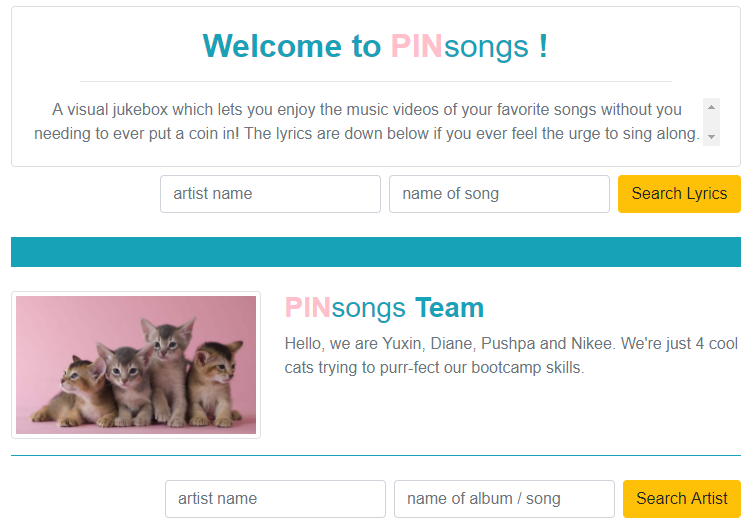 Welcome to PINsongs !
A visual jukebox which lets you enjoy the music videos of your favorite songs without you
needing to ever put a coin in! The lyrics are down below if you ever feel the urge to sing along.
artist name
name of song
Search Lyrics
PINsongs Team
Hello, we are Yuxin, Diane, Pushpa and Nikee. We're just 4 cool
cats trying to purr-fect our bootcamp skills.
artist name
name of album / song
Search Artist